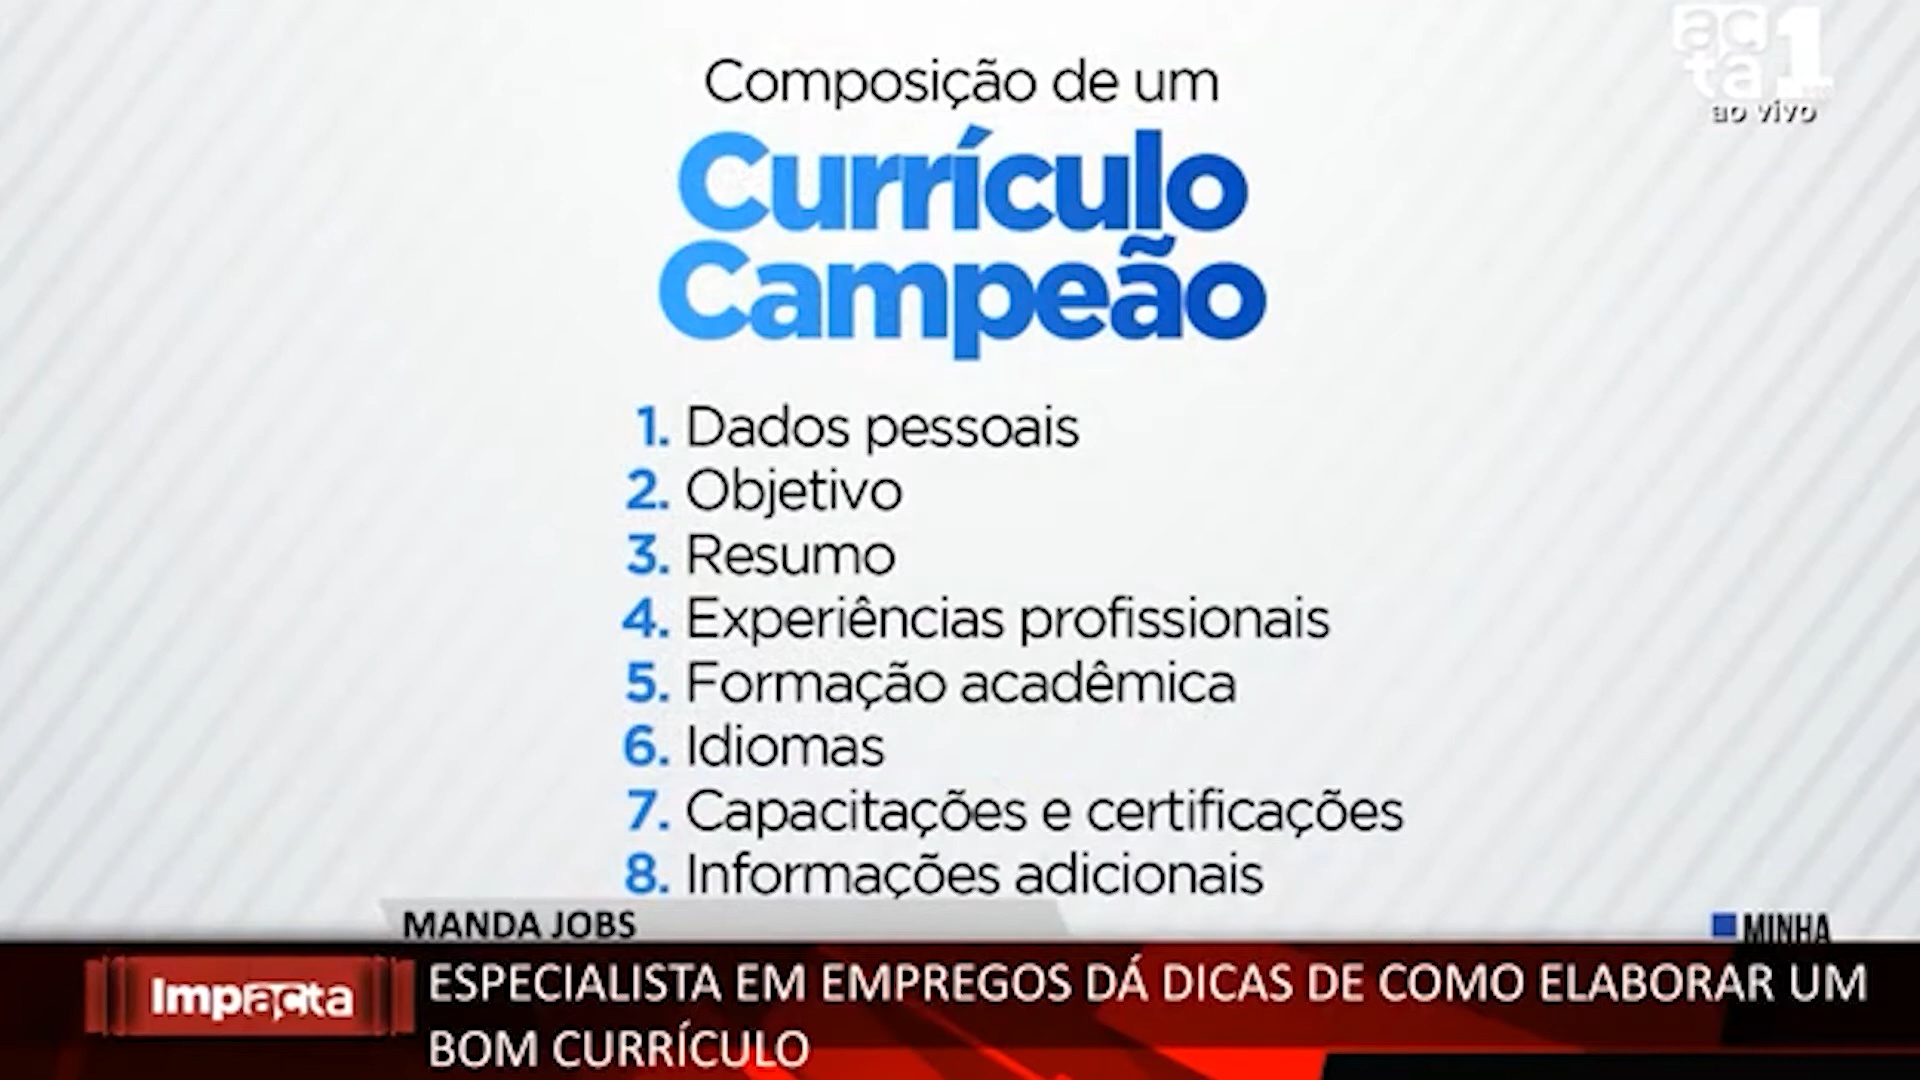 acta1
ao vivo
Composição de um
Currículo
Campeão
1. Dados pessoais
2. Objetivo
3. Resumo
4. Experiências profissionais
5. Formação acadêmica
6. Idiomas
7. Capacitações e certificações
8. Informações adicionais
MANDA JOBS
MINHA
Impacta
ESPECIALISTA EM EMPREGOS DÁ DICAS DE COMO ELABORAR UM
BOM CURRÍCULO